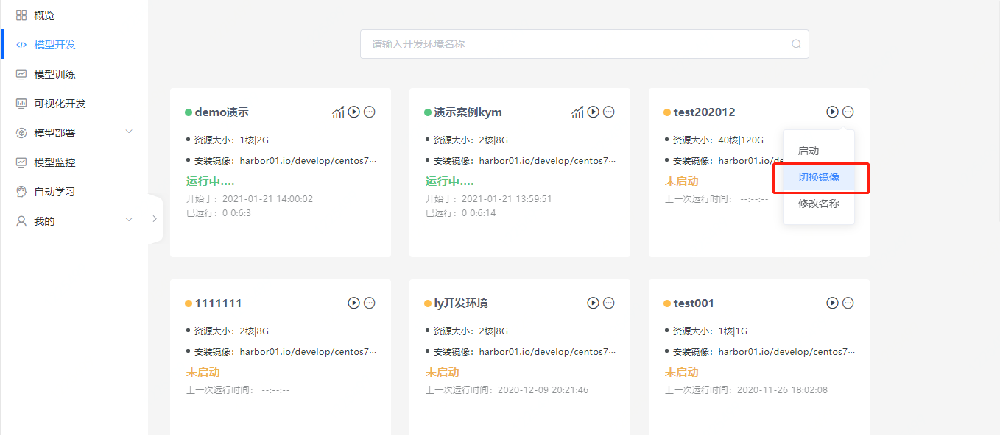 概览
模型开发
模型训练
可视化开发
模型部署
模型监控
自动学习
我的
请输入开发环境名称
demo演示
资源大小：1核|2G
安装镜像：harbor01.io/develop/centos7···
运行中....
开始于：2021-01-21 14:00:02
已运行：0 0:6:3
演示案例kym
资源大小：2核|8G
安装镜像：harbor01.io/develop/centos7···
运行中....
开始于：2021-01-21 13:59:51
已运行：0 0:6:14
test202012
资源大小：40核|120G
安装镜像：harbor01.io/de
未启动
上一次运行时间： --:--:--
启动
切换镜像
修改名称
1111111
资源大小：2核|8G
安装镜像：harbor01.io/develop/centos7···
未启动
上一次运行时间： --:--:--
ly开发环境
资源大小：2核|8G
安装镜像：harbor01.io/develop/centos7···
未启动
上一次运行时间：2020-12-09 20:21:46
test001
资源大小：1核|1G
安装镜像：harbor01.io/develop/centos7···
未启动
上一次运行时间：2020-11-26 18:02:08